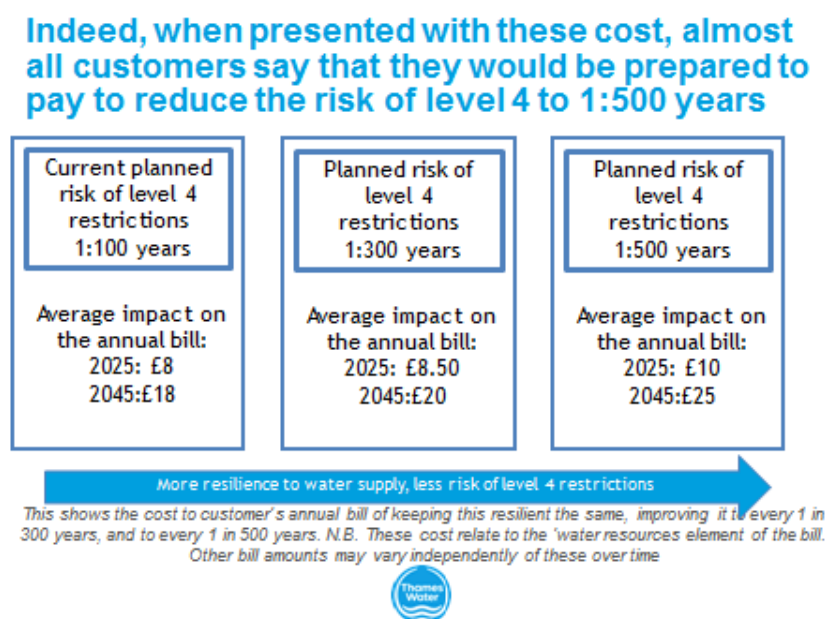 Indeed, when presented with these cost, almost
all customers say that they would be prepared to
pay to reduce the risk of level 4 to 1:500 years
Current planned
risk of level 4
restrictions
1:100 years
Average impact on
the annual bill:
2025: £8
2045:£18
Planned risk of
level 4
restrictions
1:300 years
Average impact on
the annual bill:
2025: £8.50
2045:£20
Planned risk of
level 4
restrictions
1:500 years
Average impact on
the annual bill:
2025: £10
2045:£25
More resilience to water supply, less risk of level 4 restrictions
This shows the cost to customer's annual bill of keeping this resilient the same, improving it to every 1 in
300 years, and to every 1 in 500 years. N.B. These cost relate to the 'water resources element of the bill.
Other bill amounts may vary independently of these over time
Thames
Water